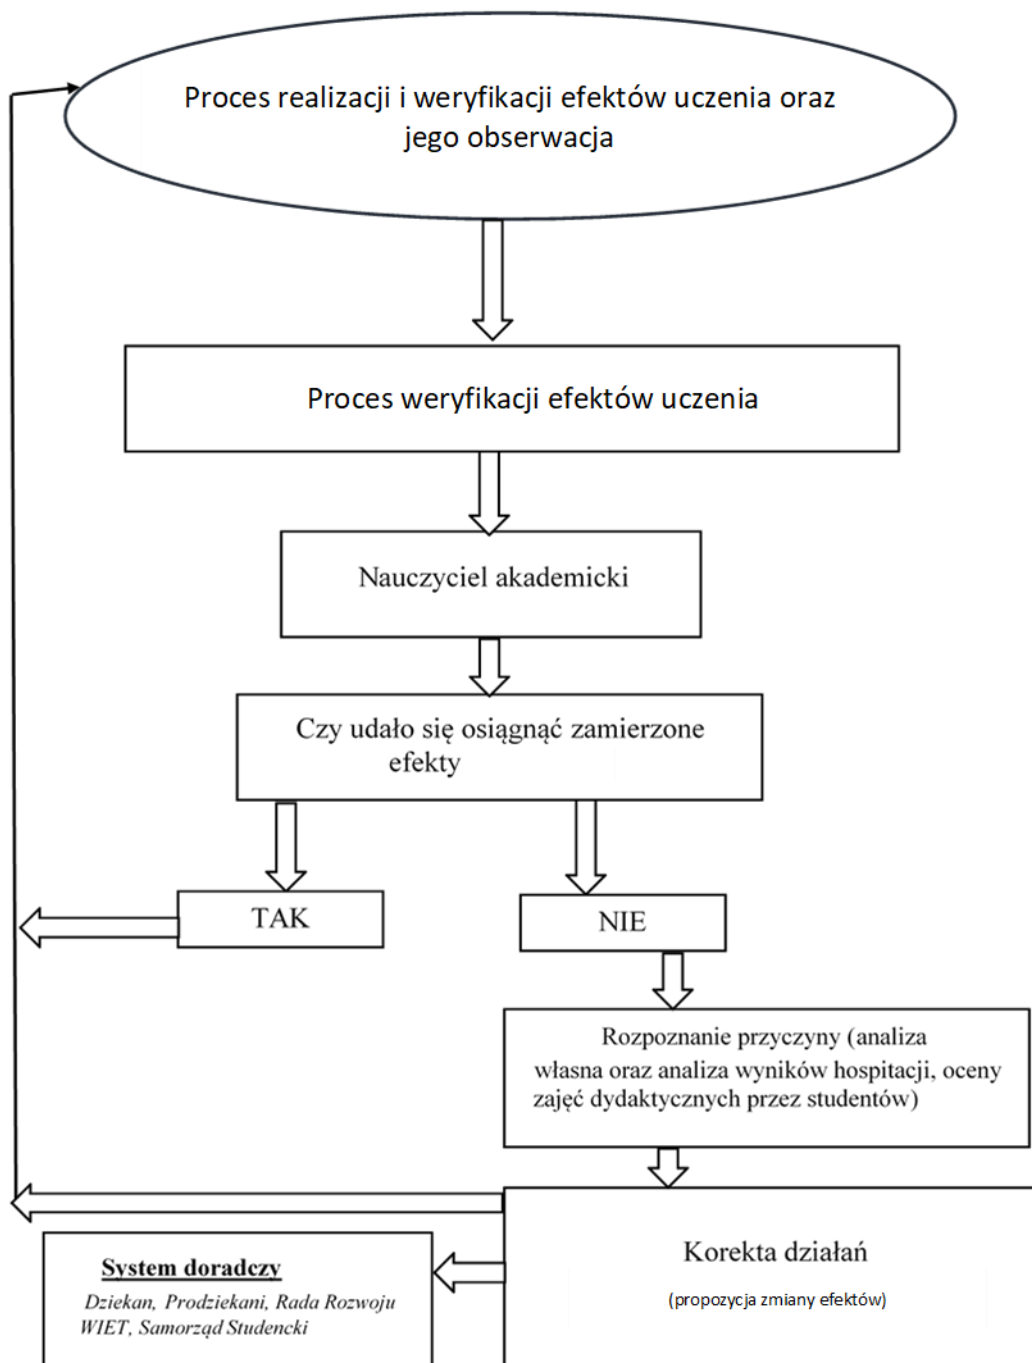 Proces realizacji i weryfikacji efektów uczenia oraz
jego obserwacja
Proces weryfikacji efektów uczenia
Nauczyciel akademicki
Czy udało się osiągnąć zamierzone
efekty
TAK
NIE
Rozpoznanie przyczyny (analiza
własna oraz analiza wyników hospitacji, oceny
zajęć dydaktycznych przez studentów)
Korekta działań
(propozycja zmiany efektów)
System doradczy
Dziekan, Prodziekani, Rada Rozwoju
WIET, Samorząd Studencki